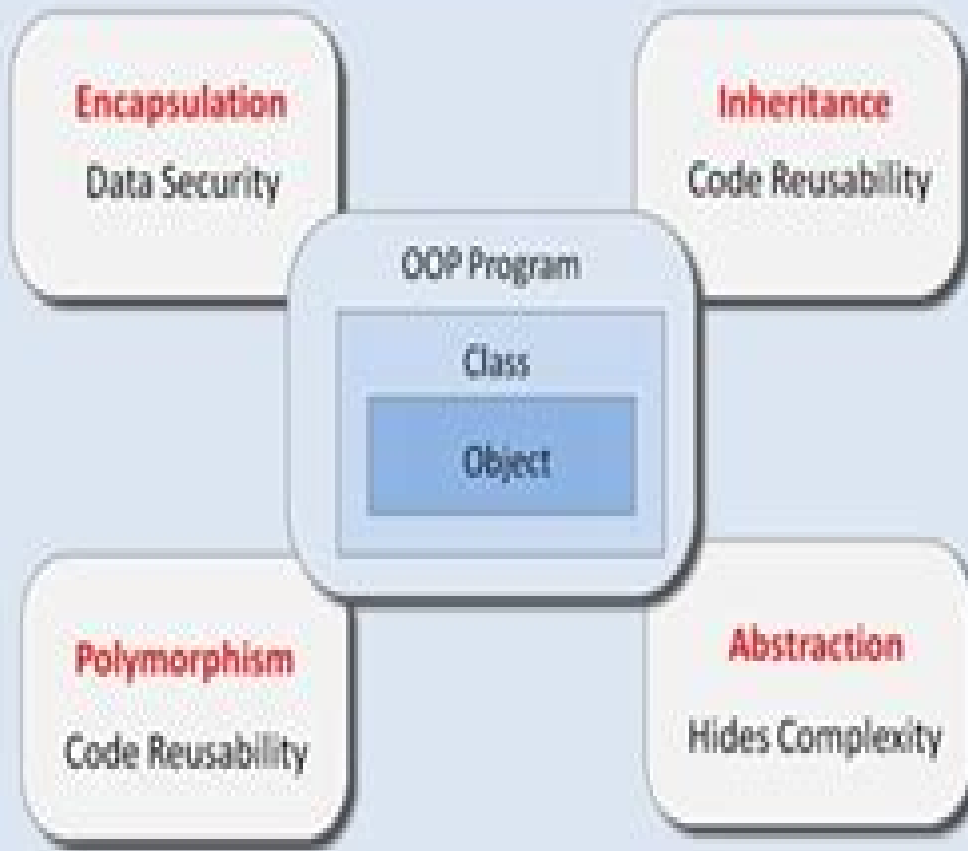 Encapsulation
Data Security
Inheritance
Code Reusability
OOP Program
Class
Object
Polymorphism
Code Reusability
Abstraction
Hides Complexity